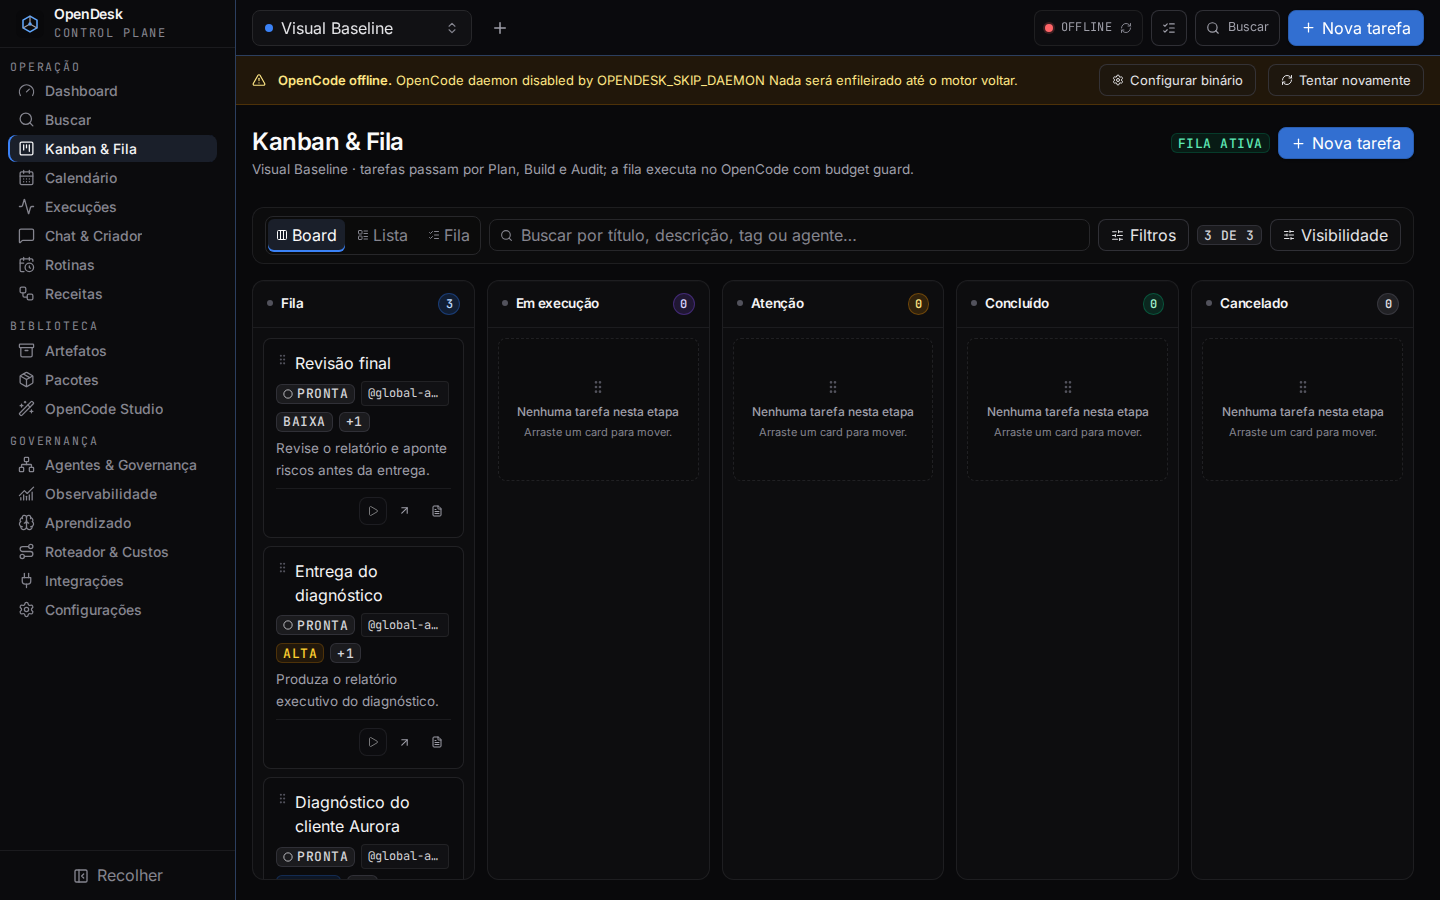 OpenDesk
CONTROL PLANE
OPERAÇÃO
Dashboard
Buscar
Kanban & Fila
Calendário
Execuções
Chat & Criador
Rotinas
Receitas
BIBLIOTECA
Artefatos
Pacotes
OpenCode Studio
GOVERNANÇA
Agentes & Governança
Observabilidade
Aprendizado
Roteador & Custos
Integrações
Configurações
Recolher
Visual Baseline
OFFLINE
Buscar
Nova tarefa
OpenCode offline. OpenCode daemon disabled by OPENDESK_SKIP_DAEMON Nada será enfileirado até o motor voltar.
Configurar binário
Tentar novamente
Kanban & Fila
Visual Baseline · tarefas passam por Plan, Build e Audit; a fila executa no OpenCode com budget guard.
FILA ATIVA
Nova tarefa
Board
Lista
Fila
Buscar por título, descrição, tag ou agente...
Filtros
3 DE 3
Visibilidade
Fila
3
Revisão final
PRONTA
@global-a...
BAIXA
+1
Revise o relatório e aponte
riscos antes da entrega.
Entrega do
diagnóstico
PRONTA
@global-a...
ALTA
+1
Produza o relatório
executivo do diagnóstico.
Diagnóstico do
cliente Aurora
PRONTA
@global-a...
Em execução
0
Nenhuma tarefa nesta etapa
Arraste um card para mover.
Atenção
0
Nenhuma tarefa nesta etapa
Arraste um card para mover.
Concluído
0
Nenhuma tarefa nesta etapa
Arraste um card para mover.
Cancelado
0
Nenhuma tarefa nesta etapa
Arraste um card para mover.